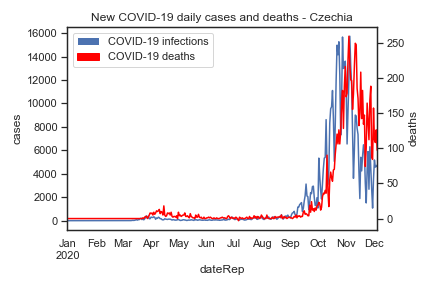 New COVID-19 daily cases and deaths - Czechia
COVID-19 infections
COVID-19 deaths
16000
14000
12000
10000
8000
6000
4000
2000
0
cases
250
200
150
100
50
0
deaths
Jan Feb Mar Apr May Jun Jul Aug Sep Oct Nov Dec
2020
dateRep